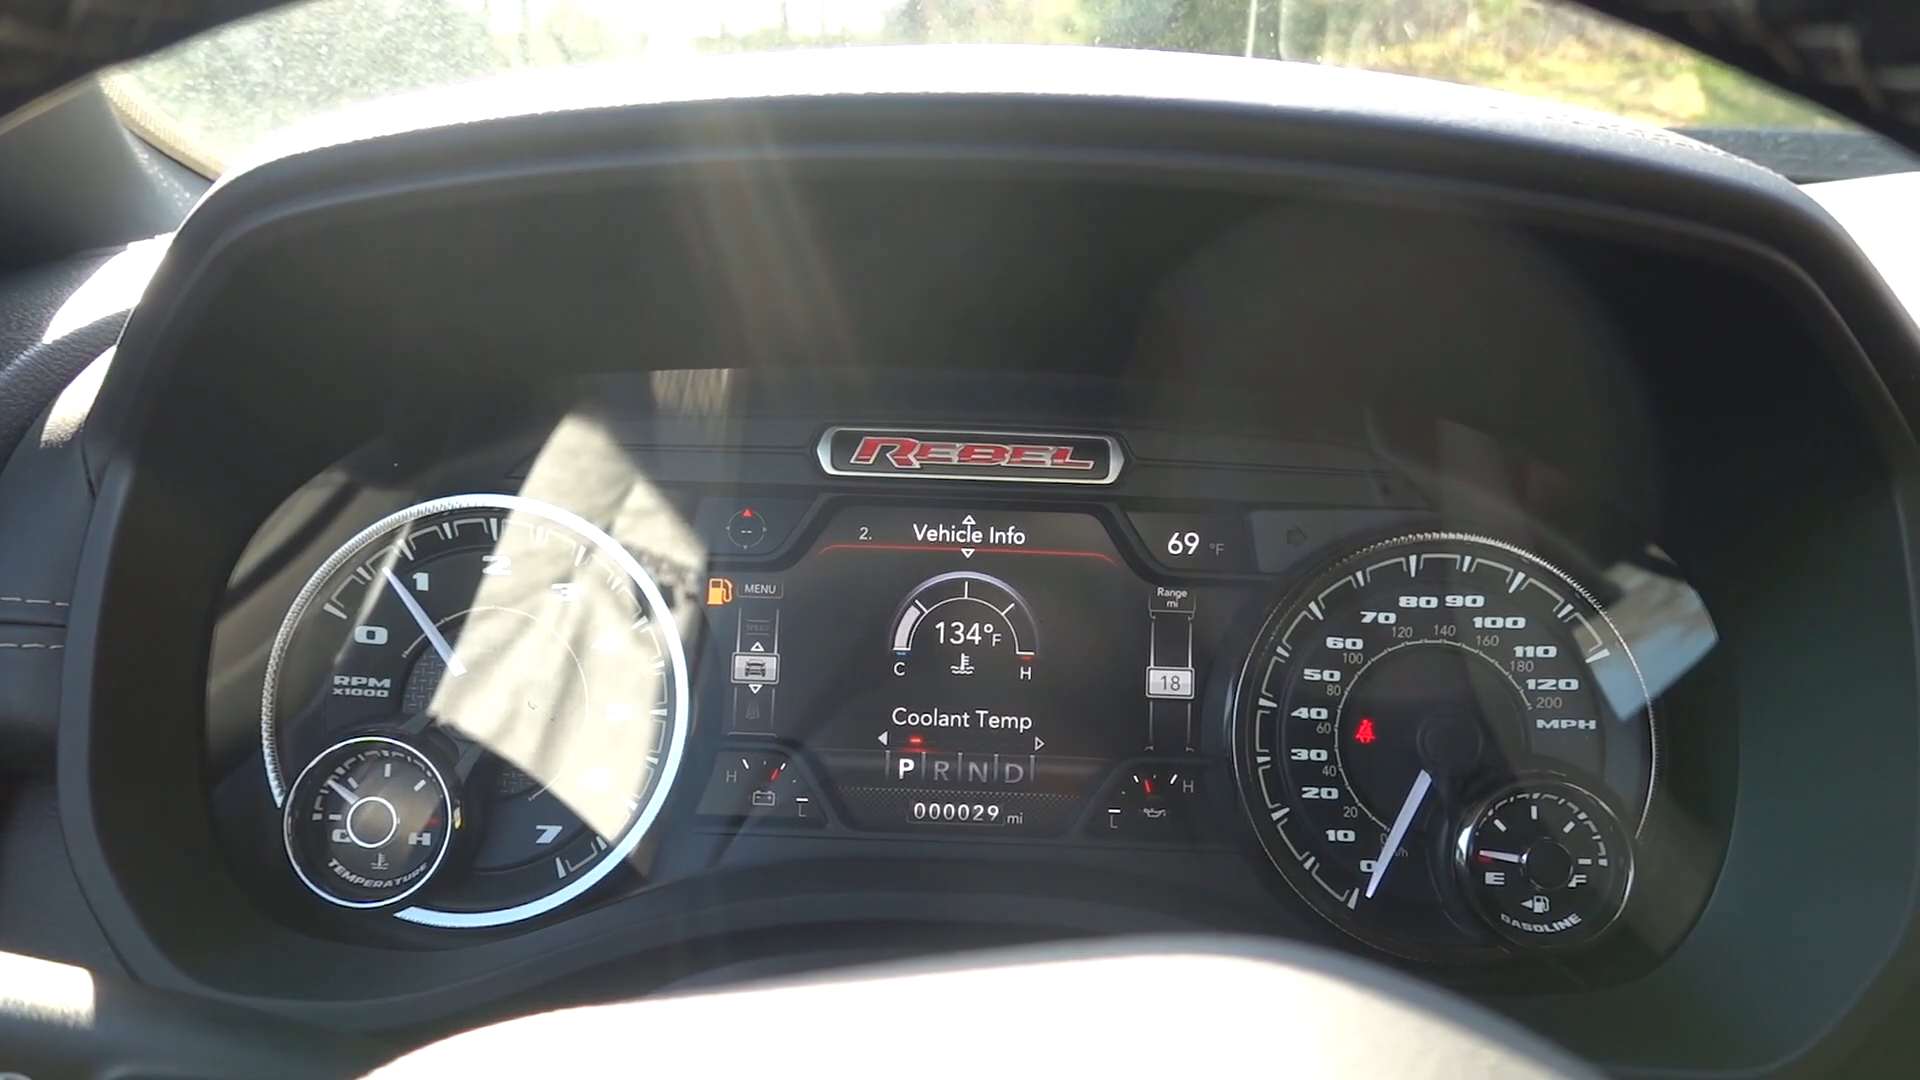 REBEL
2. Vehicle Info
69 °F
MENU
134°F
C H
Coolant Temp
P R N D
000029 mi
Range
mi
18
H L
L H
0 1 2 3 7
RPM
X1000
C H
TEMPERATURE
0 10 20 30 40 50 60 70 80 90 100 110 120
MPH
20 40 60 80 100 120 140 160 180 200
E F
GASOLINE